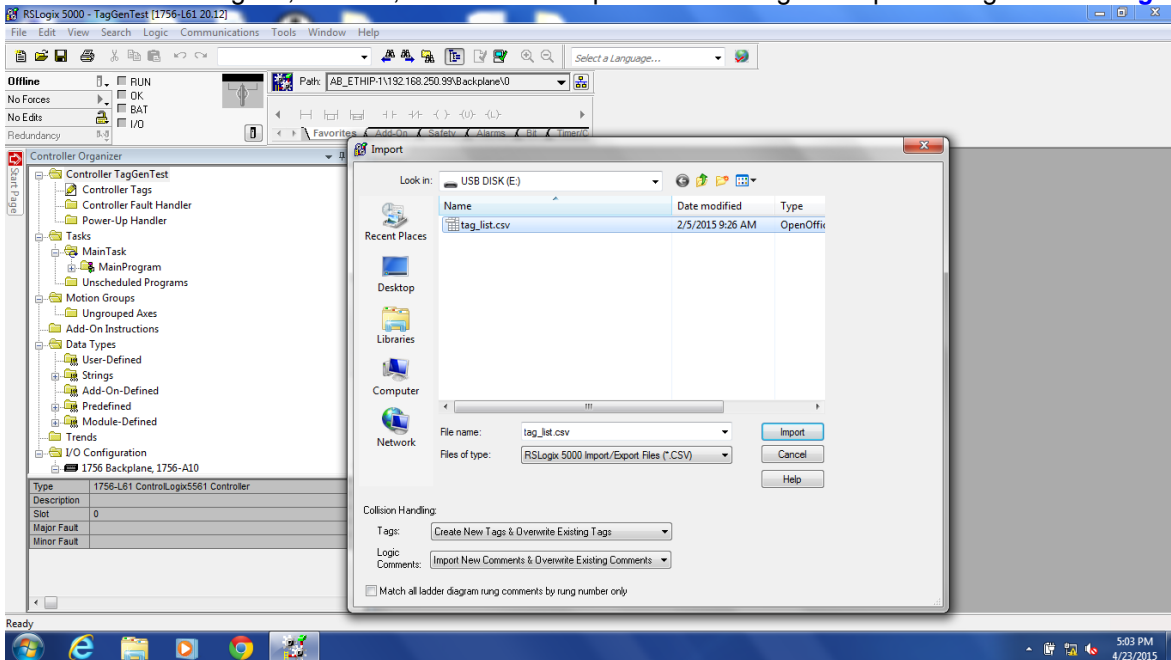 RSLogix 5000 - TagGenTest [1756-L61 20.12]
File Edit View Search Logic Communications Tools Window Help
Select a Language...
Offline
RUN
Path: AB_ETHIP-1\192.168.250.99\Backplane\0
No Forces
OK
No Edits
BAT
Redundancy
I/O
Favorites Add-On Safety Alarms Bit Timer/C
Start Page
Controller Organizer
Controller TagGenTest
Controller Tags
Controller Fault Handler
Power-Up Handler
Tasks
MainTask
MainProgram
Unscheduled Programs
Motion Groups
Ungrouped Axes
Add-On Instructions
Data Types
User-Defined
Strings
Add-On-Defined
Predefined
Module-Defined
Trends
I/O Configuration
1756 Backplane, 1756-A10
Type 1756-L61 ControlLogix5561 Controller
Description
Slot 0
Major Fault
Minor Fault
Import
Look in: USB DISK (E:)
Name Date modified Type
tag_list.csv 2/5/2015 9:26 AM OpenOffic
Recent Places
Desktop
Libraries
Computer
Network
File name: tag_list.csv Import
Files of type: RSLogix 5000 Import/Export Files (*.CSV) Cancel
Help
Collision Handling:
Tags: Create New Tags & Overwrite Existing Tags
Logic Comments: Import New Comments & Overwrite Existing Comments
Match all ladder diagram rung comments by rung number only
Ready
5:03 PM
4/23/2015